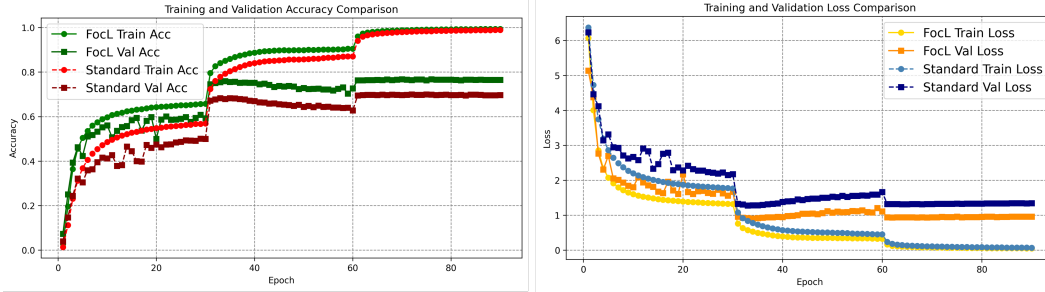 Training and Validation Accuracy Comparison
1.0
0.8
0.6
0.4
0.2
0.0
Accuracy
FocL Train Acc
FocL Val Acc
Standard Train Acc
Standard Val Acc
0
20
40
60
80
Epoch
Training and Validation Loss Comparison
6
5
4
3
2
1
0
Loss
FocL Train Loss
FocL Val Loss
Standard Train Loss
Standard Val Loss
0
20
40
60
80
Epoch